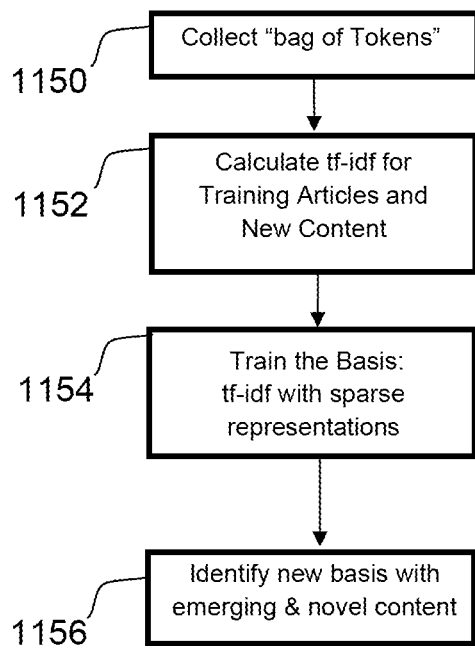 Collect “bag of Tokens”
1150
Calculate tf-idf for
Training Articles and
New Content
1152
Train the Basis:
tf-idf with sparse
representations
1154
Identify new basis with
emerging & novel content
1156